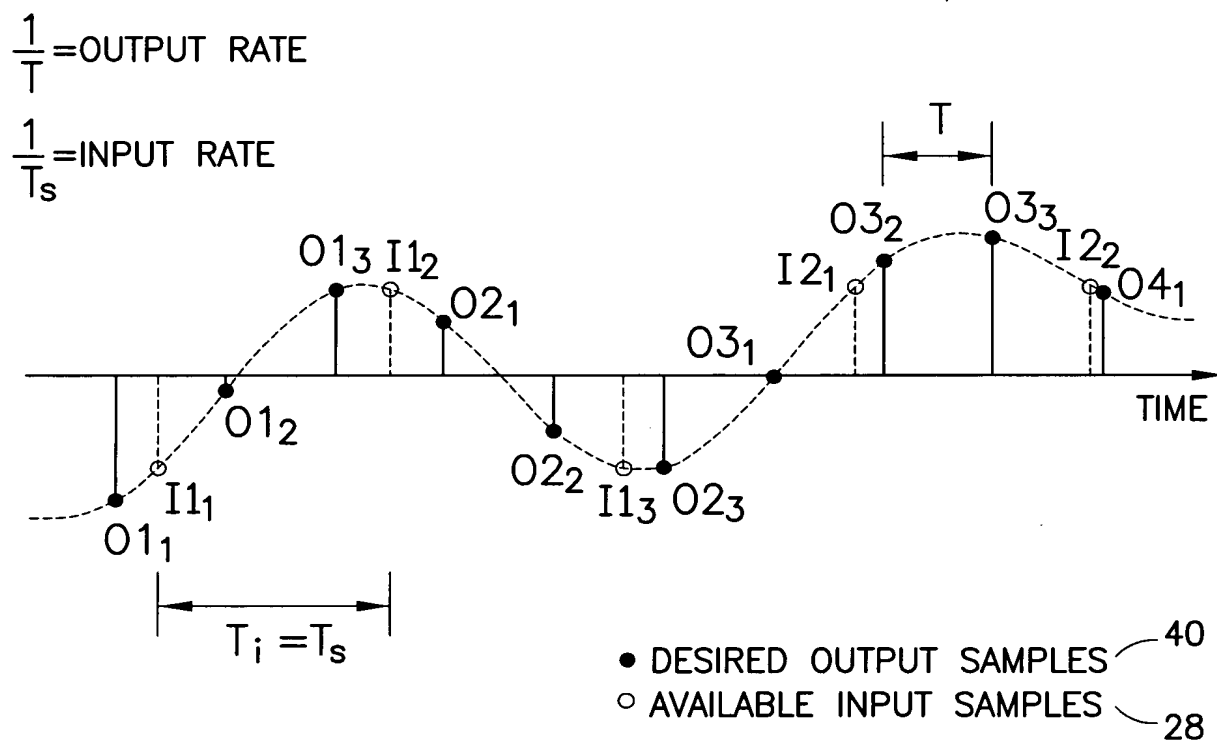 1/T =OUTPUT RATE
1/Ts =INPUT RATE
T
O3₂
O3₃
O1₃
I1₂
I2₁
I2₂
O4₁
O2₁
O3₁
TIME
O1₂
O2₂
I1₃
O2₃
I1₁
O1₁
Tᵢ =Tₛ
● DESIRED OUTPUT SAMPLES 40
○ AVAILABLE INPUT SAMPLES 28